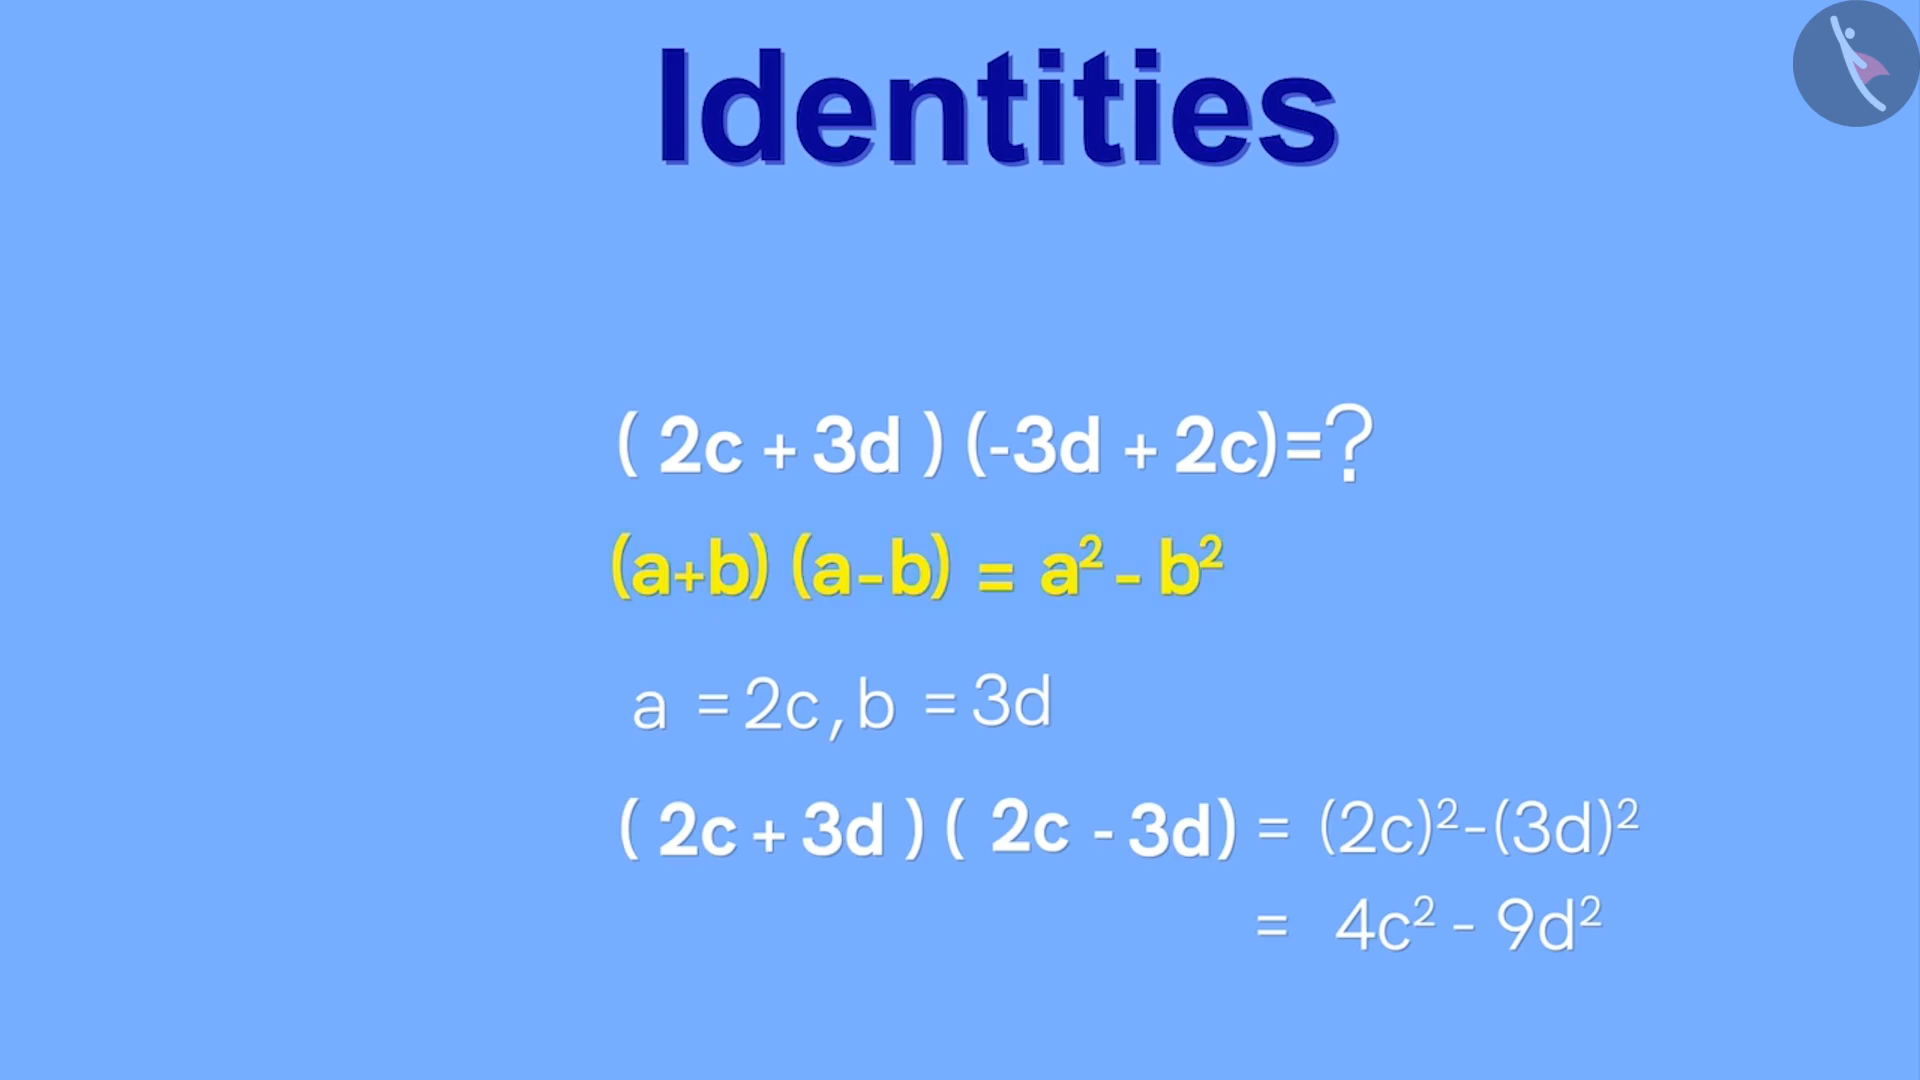 Identities
( 2c + 3d ) (-3d + 2c)=?
(a+b) (a-b) = a² - b²
a = 2c, b = 3d
( 2c + 3d ) ( 2c - 3d) = (2c)²-(3d)²
= 4c² - 9d²